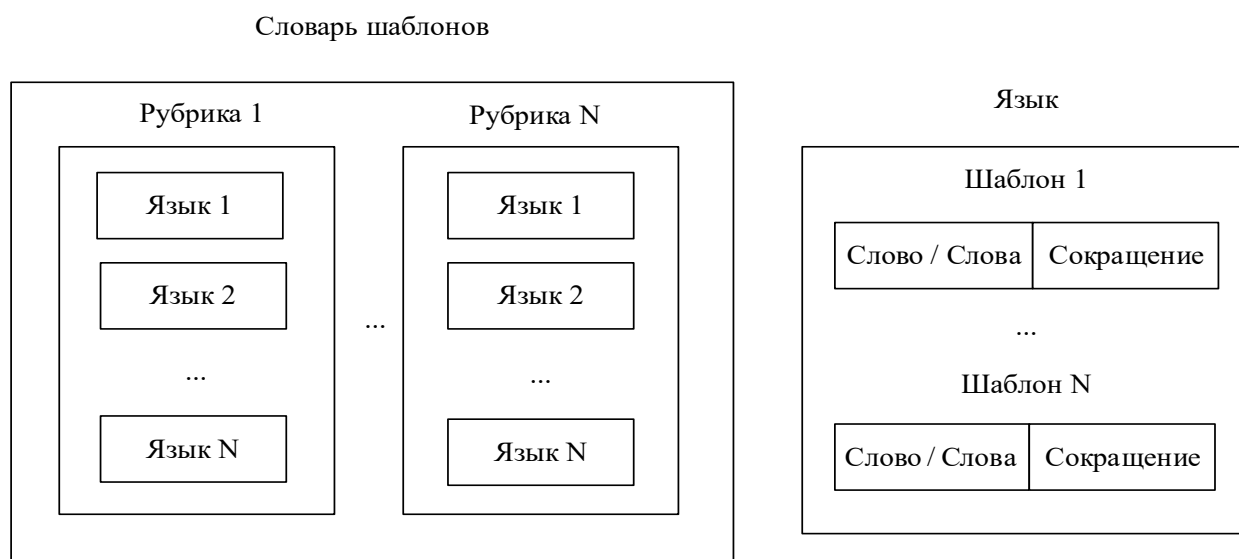 Словарь шаблонов
Рубрика 1
Язык 1
Язык 2
...
Язык N
...
Рубрика N
Язык 1
Язык 2
...
Язык N
Язык
Шаблон 1
Слово / Слова Сокращение
...
Шаблон N
Слово / Слова Сокращение